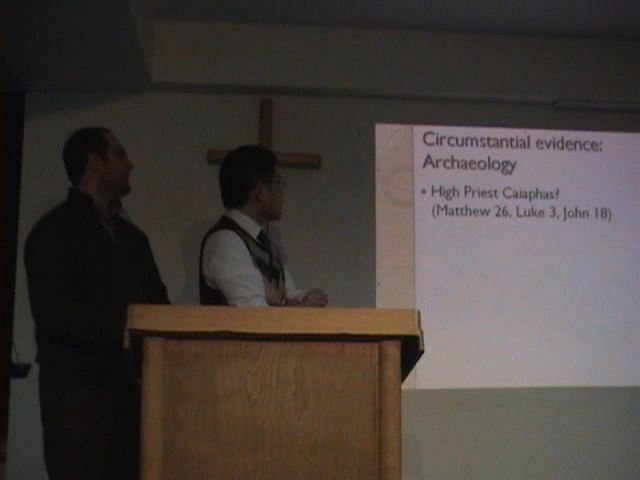 Circumstantial evidence:
Archaeology
• High Priest Caiaphas?
(Matthew 26, Luke 3, John 18)